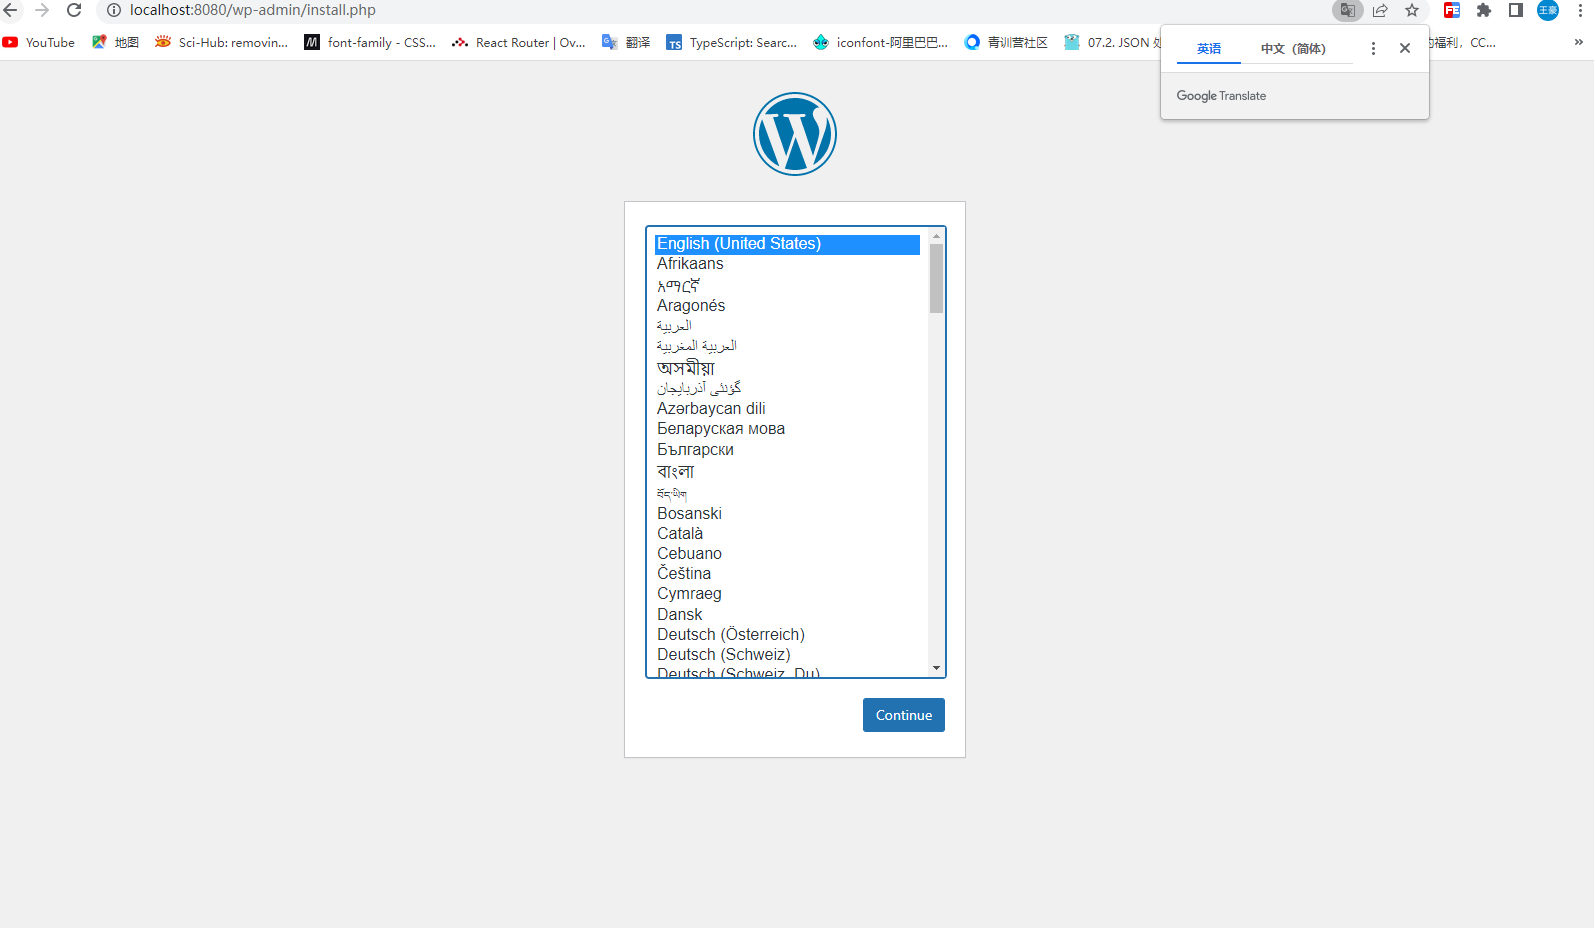 localhost:8080/wp-admin/install.php
YouTube 地图 Sci-Hub: removin... font-family - CSS... React Router | Ov... 翻译 TypeScript: Searc... iconfont-阿里巴巴... 青训营社区 07.2. JSON 处 的福利，CC... »
英语 中文（简体）
Google Translate
王豪
English (United States)
Afrikaans
አማርኛ
Aragonés
العربية
العربية المغربية
অসমীয়া
گؤنئی آذربایجان
Azərbaycan dili
Беларуская мова
Български
বাংলা
བོད་ཡིག
Bosanski
Català
Cebuano
Čeština
Cymraeg
Dansk
Deutsch (Österreich)
Deutsch (Schweiz)
Deutsch (Schweiz, Du)
Continue